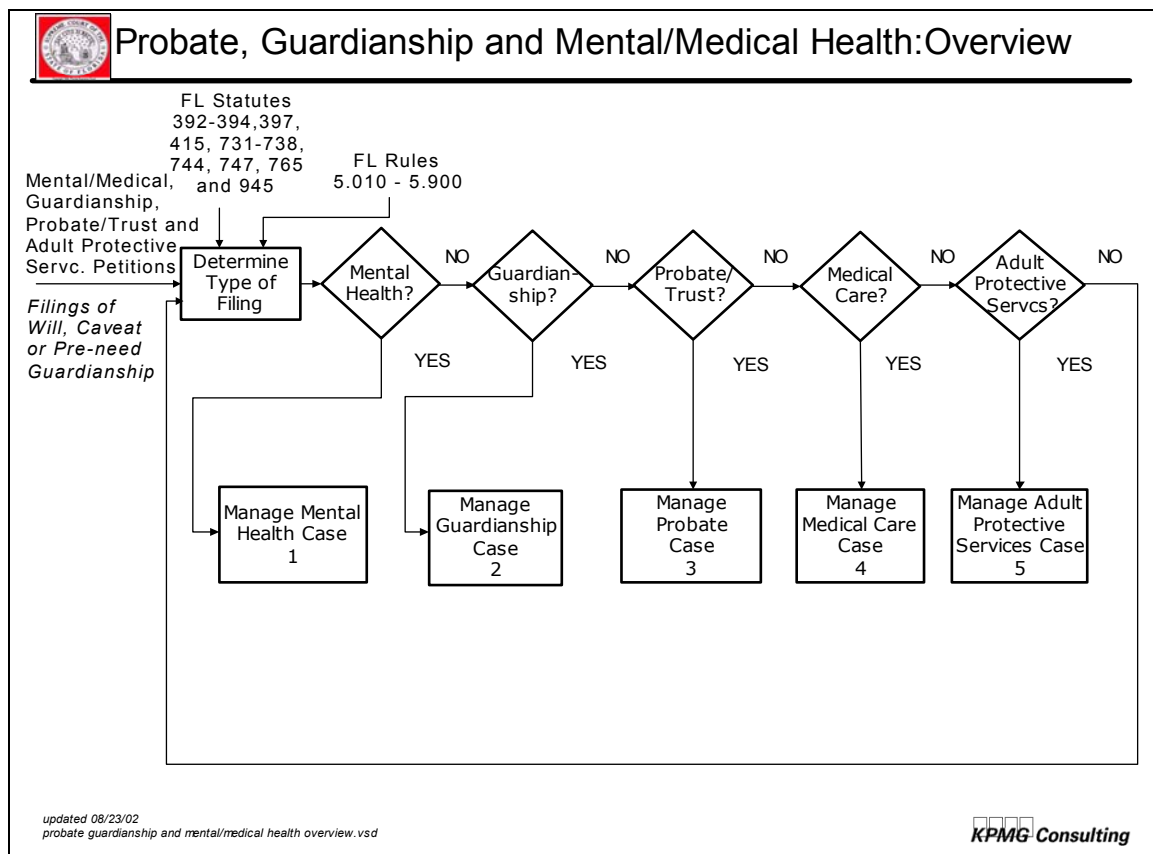 Probate, Guardianship and Mental/Medical Health:Overview
FL Statutes
392-394,397,
415, 731-738,
744, 747, 765
and 945
FL Rules
5.010 - 5.900
Mental/Medical,
Guardianship,
Probate/Trust and
Adult Protective
Servc. Petitions
Filings of
Will, Caveat
or Pre-need
Guardianship
Determine
Type of
Filing
Mental
Health?
NO
YES
Guardian-
ship?
NO
YES
Probate/
Trust?
NO
YES
Medical
Care?
NO
YES
Adult
Protective
Servcs?
NO
YES
Manage Mental
Health Case
1
Manage
Guardianship
Case
2
Manage
Probate
Case
3
Manage
Medical Care
Case
4
Manage Adult
Protective
Services Case
5
updated 08/23/02
probate guardianship and mental/medical health overview.vsd
KPMG Consulting